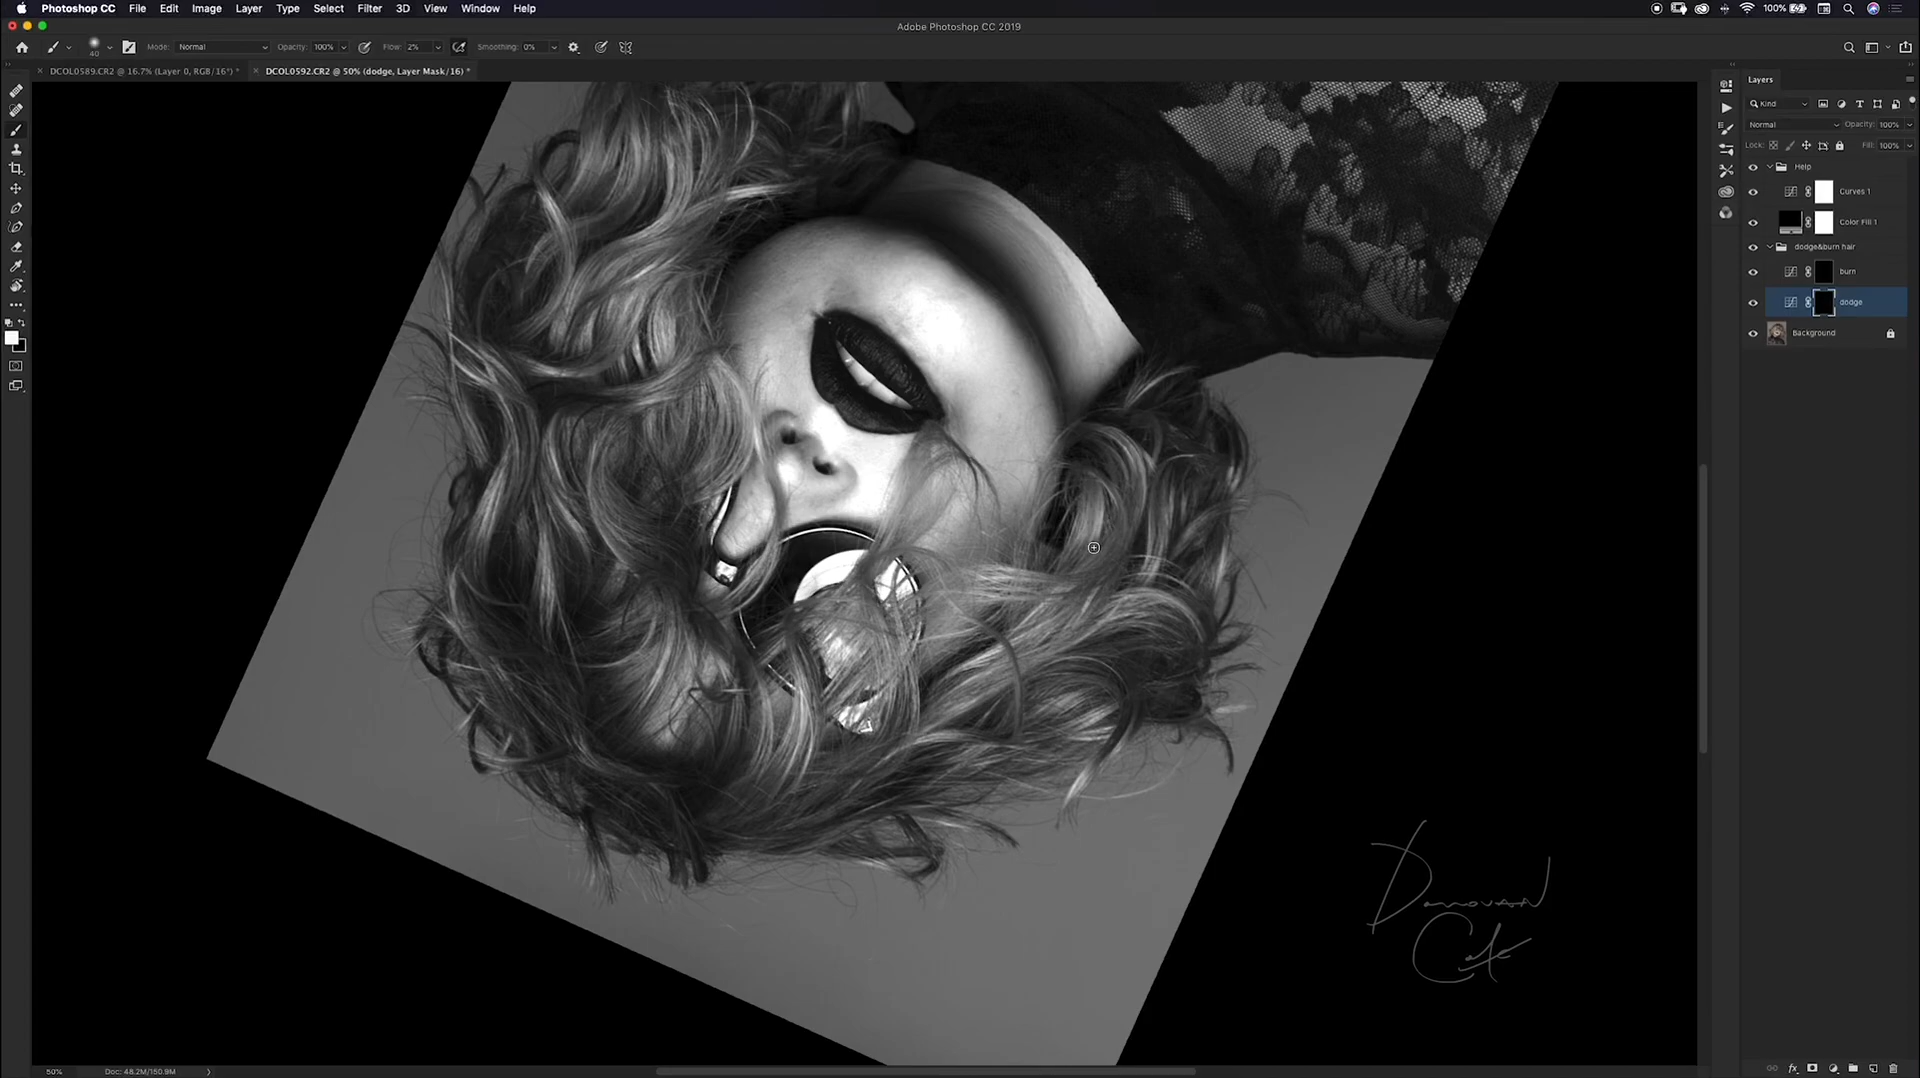 Photoshop CC File Edit Image Layer Type Select Filter 3D View Window Help 100%
Adobe Photoshop CC 2019
40 Mode: Normal Opacity: 100% Flow: 2% Smoothing: 0%
DCOL0589.CR2 @ 16.7% (Layer 0, RGB/16*) * DCOL0592.CR2 @ 50% (dodge, Layer Mask/16) *
Layers
Kind
Normal Opacity: 100%
Lock: Fill: 100%
Help
Curves 1
Color Fill 1
dodge&burn hair
burn
dodge
Background
Donovan
50% Doc: 48.2M/150.9M